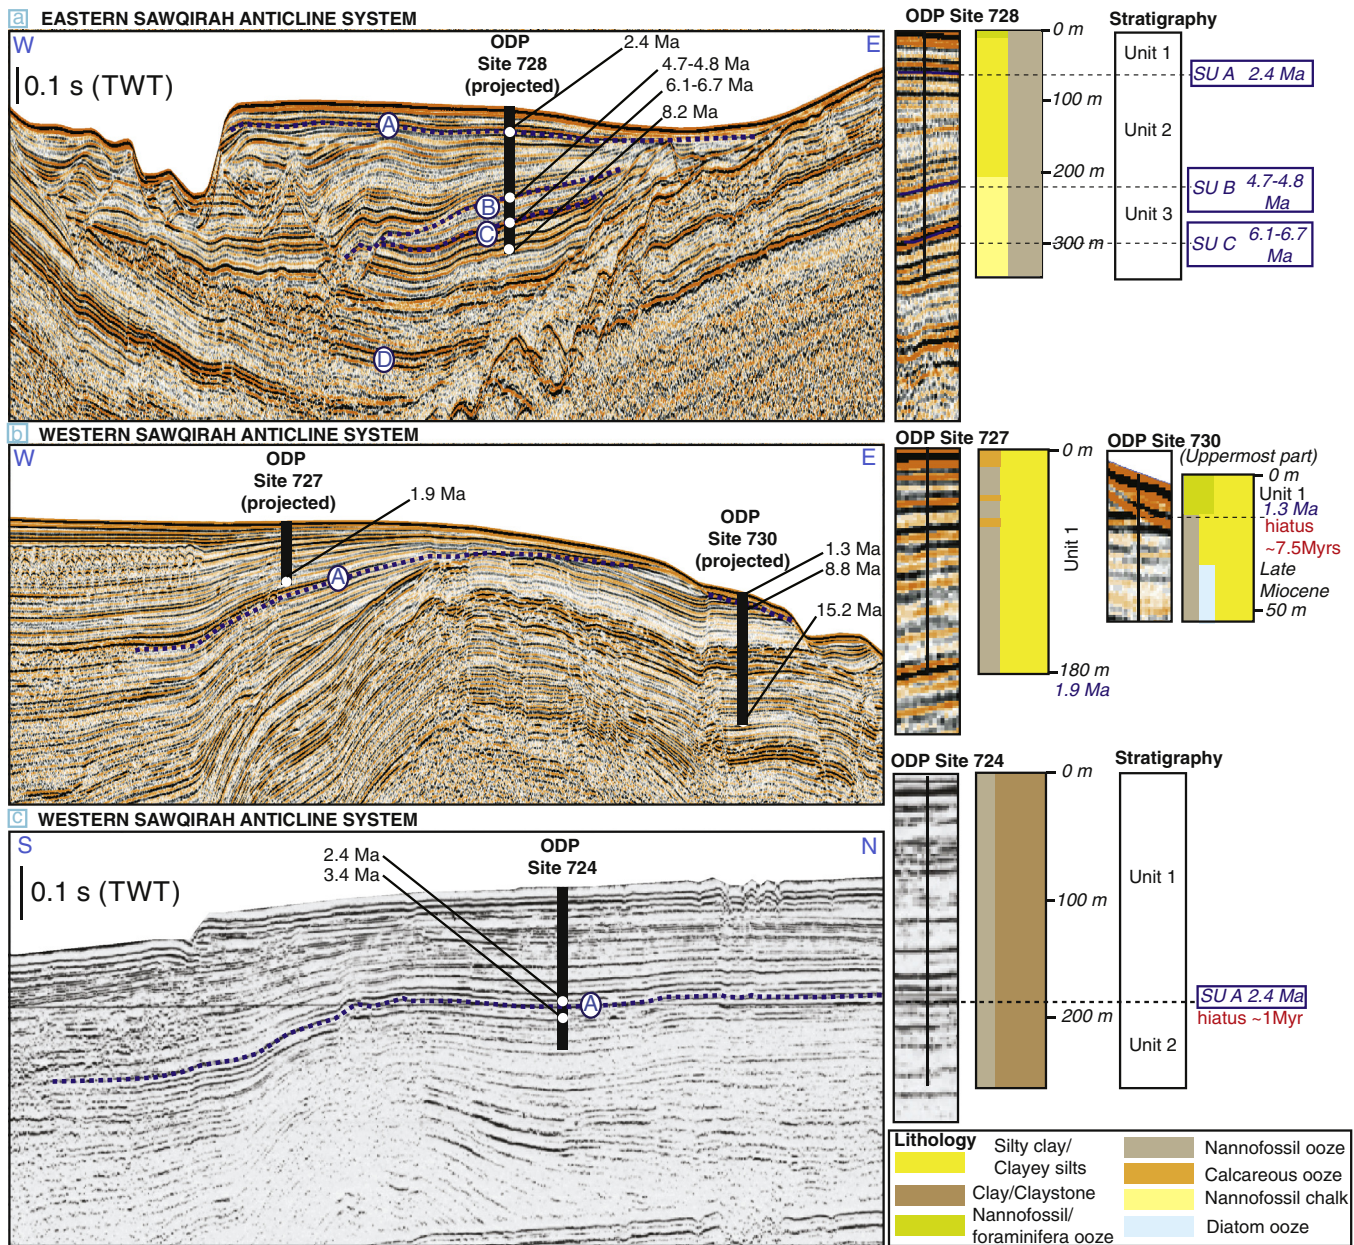 a EASTERN SAWQIRAH ANTICLINE SYSTEM
W
E
0.1 s (TWT)
ODP
Site 728
(projected)
2.4 Ma
4.7-4.8 Ma
6.1-6.7 Ma
8.2 Ma
A
B
C
D
ODP Site 728
0 m
100 m
200 m
300 m
Stratigraphy
Unit 1
Unit 2
Unit 3
SU A 2.4 Ma
SU B 4.7-4.8
Ma
SU C 6.1-6.7
Ma
b WESTERN SAWQIRAH ANTICLINE SYSTEM
W
E
ODP
Site 727
(projected)
1.9 Ma
A
ODP
Site 730
(projected)
1.3 Ma
8.8 Ma
15.2 Ma
ODP Site 727
0 m
Unit 1
180 m
1.9 Ma
ODP Site 730
(Uppermost part)
0 m
Unit 1
1.3 Ma
hiatus
~7.5Myrs
Late
Miocene
50 m
c WESTERN SAWQIRAH ANTICLINE SYSTEM
S
N
0.1 s (TWT)
2.4 Ma
3.4 Ma
ODP
Site 724
A
ODP Site 724
0 m
100 m
200 m
Stratigraphy
Unit 1
Unit 2
SU A 2.4 Ma
hiatus ~1Myr
Lithology
Silty clay/
Clayey silts
Clay/Claystone
Nannofossil/
foraminifera ooze
Nannofossil ooze
Calcareous ooze
Nannofossil chalk
Diatom ooze